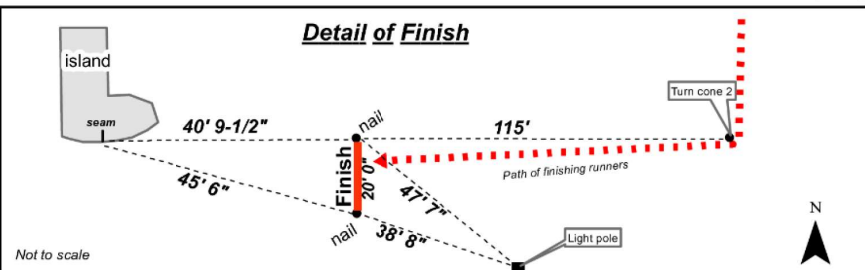 Detail of Finish
island
seam
40' 9-1/2"
nail
115'
Turn cone 2
45' 6"
Finish
20' 0"
47' 7"
Path of finishing runners
nail
38' 8"
Light pole
N
Not to scale